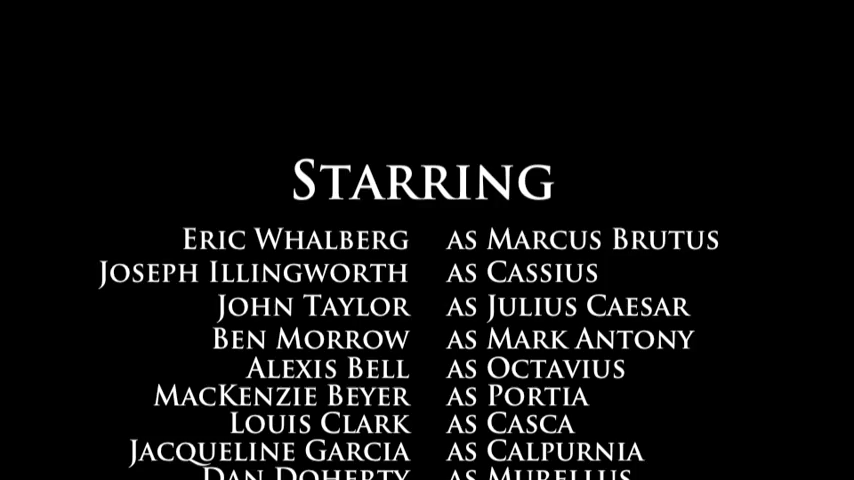 Starring
Eric Whalberg as Marcus Brutus
Joseph Illingworth as Cassius
John Taylor as Julius Caesar
Ben Morrow as Mark Antony
Alexis Bell as Octavius
MacKenzie Beyer as Portia
Louis Clark as Casca
Jacqueline Garcia as Calpurnia
Dan Doherty as Murellus